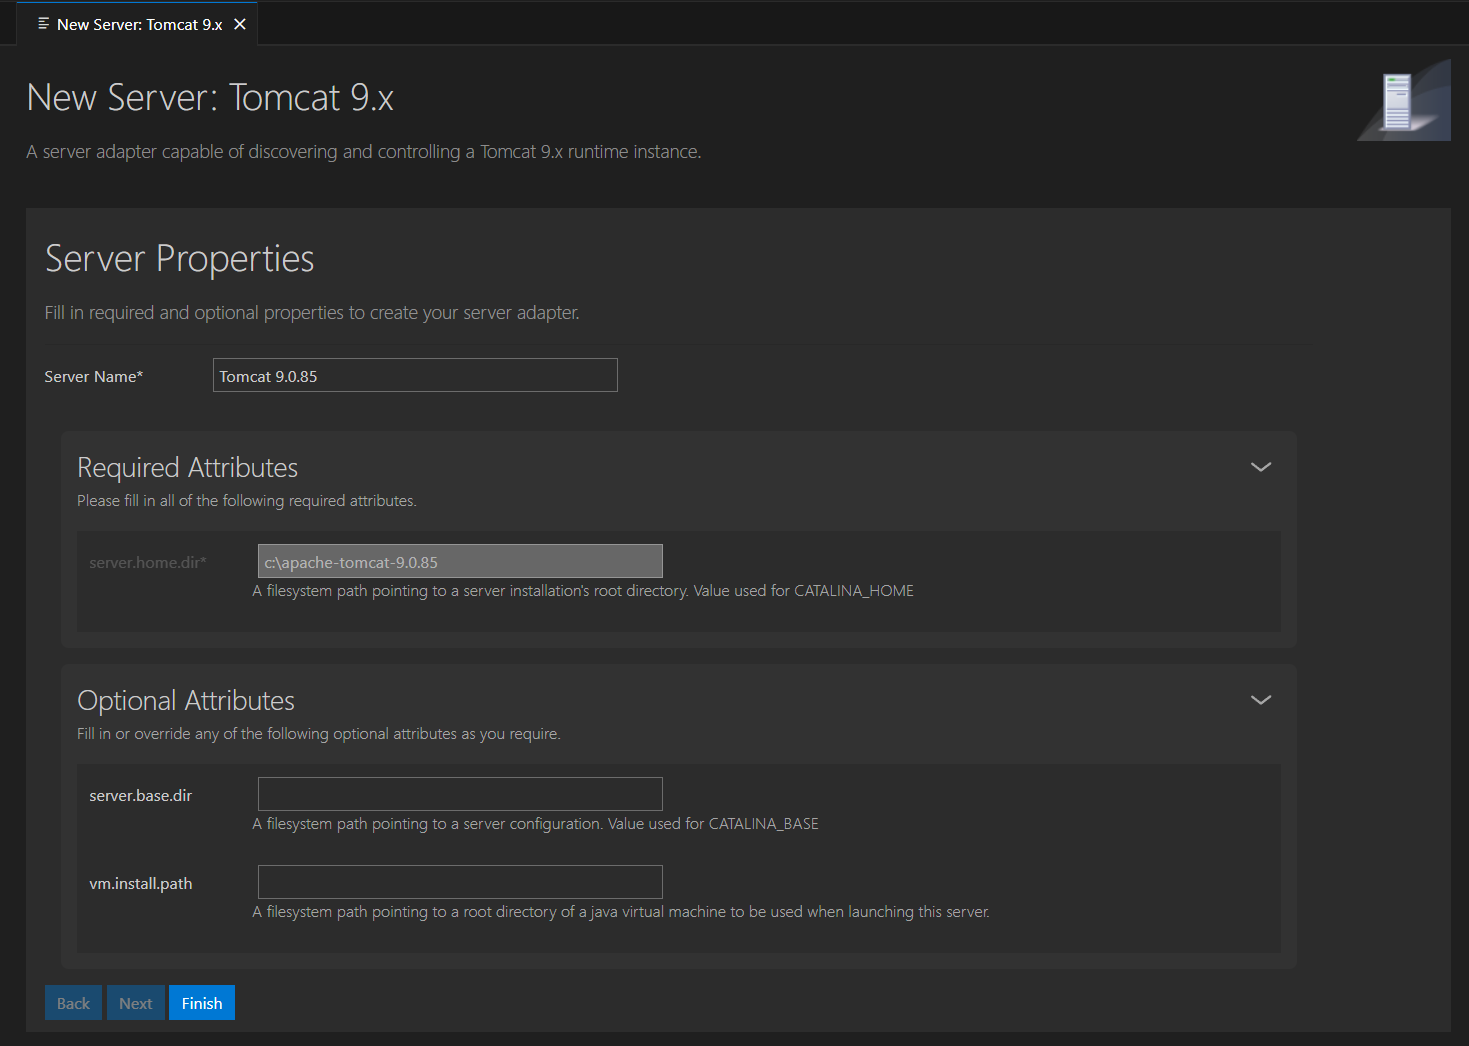 New Server: Tomcat 9.x
New Server: Tomcat 9.x
A server adapter capable of discovering and controlling a Tomcat 9.x runtime instance.
Server Properties
Fill in required and optional properties to create your server adapter.
Server Name* Tomcat 9.0.85
Required Attributes
Please fill in all of the following required attributes.
server.home.dir* c:\apache-tomcat-9.0.85
A filesystem path pointing to a server installation's root directory. Value used for CATALINA_HOME
Optional Attributes
Fill in or override any of the following optional attributes as you require.
server.base.dir
A filesystem path pointing to a server configuration. Value used for CATALINA_BASE
vm.install.path
A filesystem path pointing to a root directory of a java virtual machine to be used when launching this server.
Back Next Finish